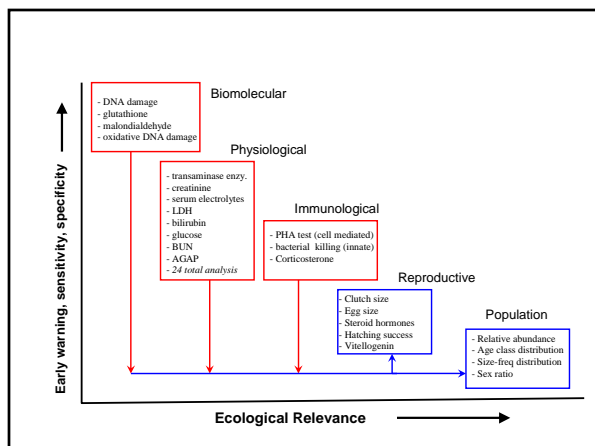 Biomolecular
- DNA damage
- glutathione
- malondialdehyde
- oxidative DNA damage
Physiological
- transaminase enzy.
- creatinine
- serum electrolytes
- LDH
- bilirubin
- glucose
- BUN
- AGAP
- 24 total analysis
Immunological
- PHA test (cell mediated)
- bacterial killing (innate)
- Corticosterone
Reproductive
- Clutch size
- Egg size
- Steroid hormones
- Hatching success
- Vitellogenin
Population
- Relative abundance
- Age class distribution
- Size-freq distribution
- Sex ratio
Early warning, sensitivity, specificity
Ecological Relevance